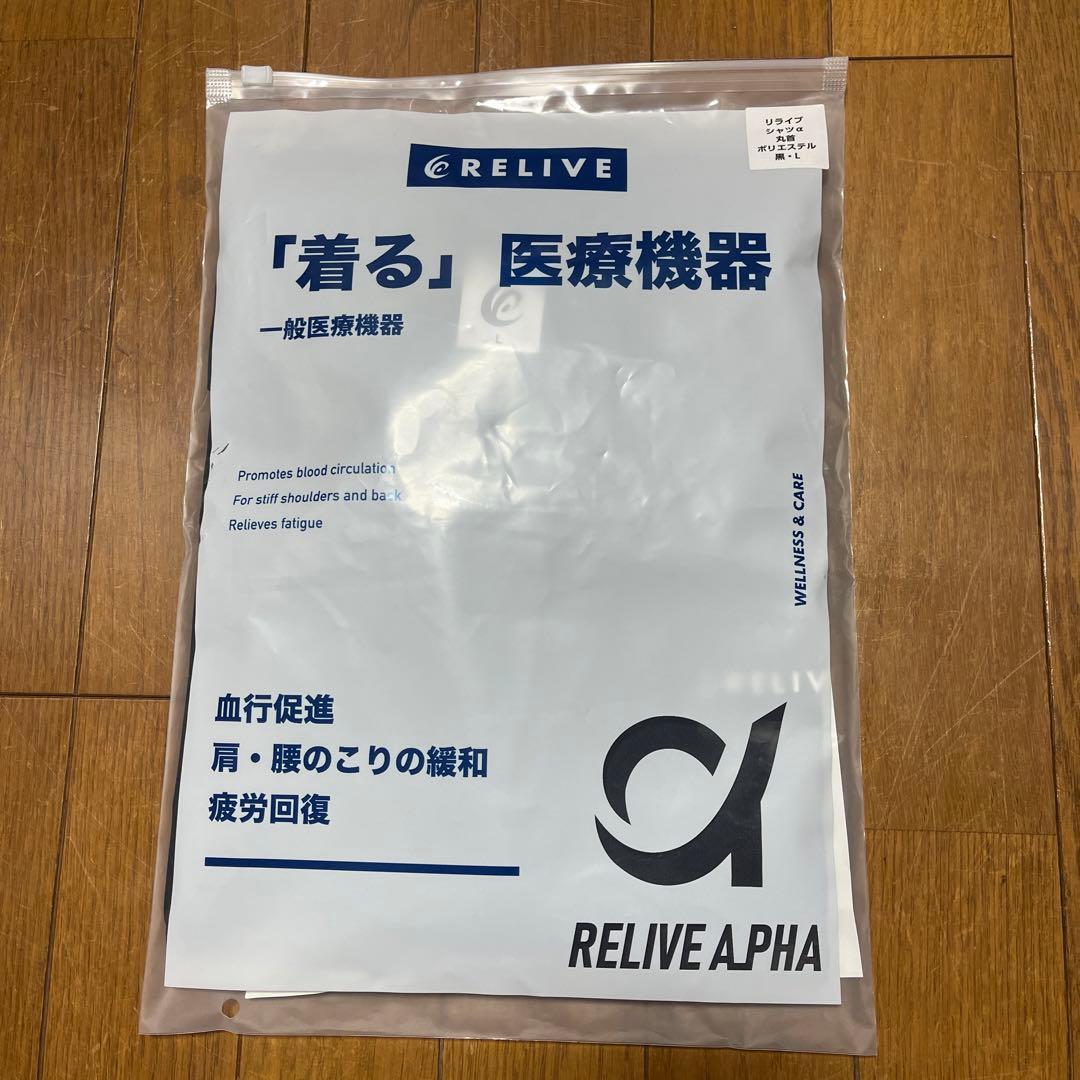 リライブ
シャツα
丸首
ポリエステル
黒・L
RELIVE
「着る」医療機器
一般医療機器
L
Promotes blood circulation
For stiff shoulders and back
Relieves fatigue
WELLNESS & CARE
RELIV
血行促進
肩・腰のこりの緩和
疲労回復
α
RELIVE ALPHA